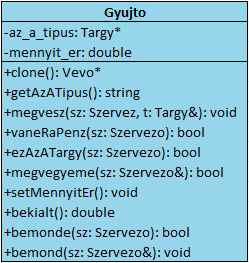 Gyujto
-az_a_tipus: Targy*
-mennyit_er: double
+clone(): Vevo*
+getAzATipus(): string
+megvesz(sz: Szervez, t: Targy&): void
+vaneRaPenz(sz: Szervezo): bool
+ezAzATargy(sz: Szervezo): bool
+megvegyeme(sz: Szervezo&): bool
+setMennyitEr(): void
+bekialt(): double
+bemonde(sz: Szervezo): bool
+bemond(sz: Szervezo&): void